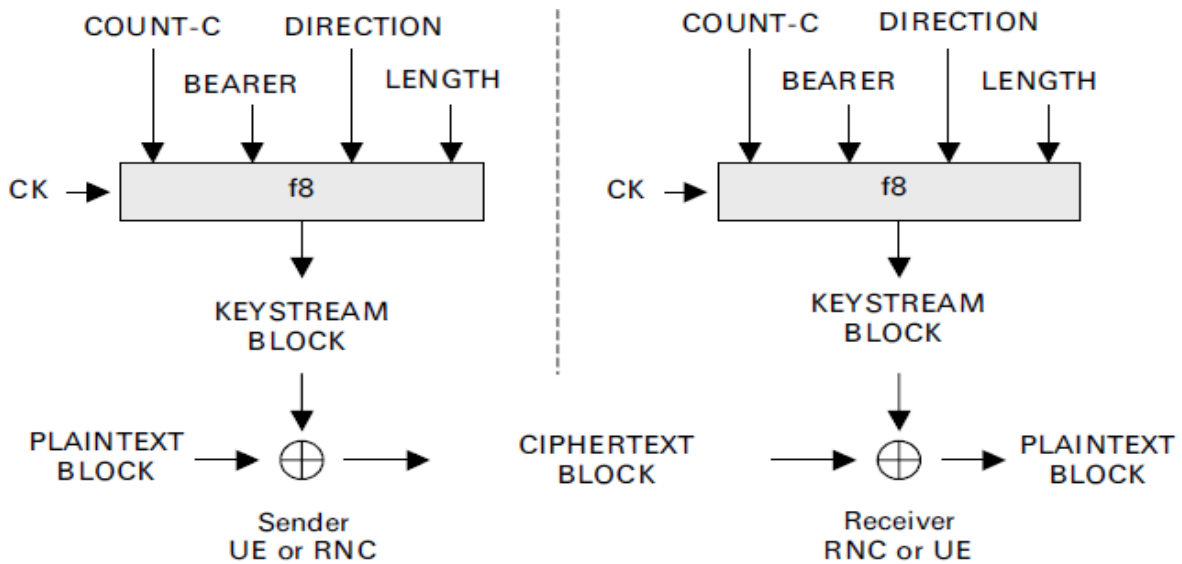 COUNT-C DIRECTION
BEARER LENGTH
CK f8
KEYSTREAM
BLOCK
PLAINTEXT
BLOCK
Sender
UE or RNC
CIPHERTEXT
BLOCK
COUNT-C DIRECTION
BEARER LENGTH
CK f8
KEYSTREAM
BLOCK
PLAINTEXT
BLOCK
Receiver
RNC or UE